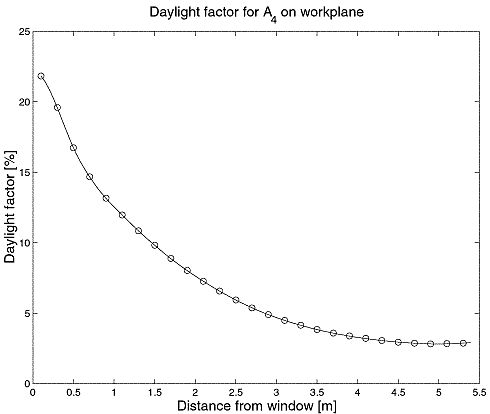 Daylight factor for A4 on workplane
25
20
15
10
5
0
Daylight factor [%]
0 0.5 1 1.5 2 2.5 3 3.5 4 4.5 5 5.5
Distance from window [m]